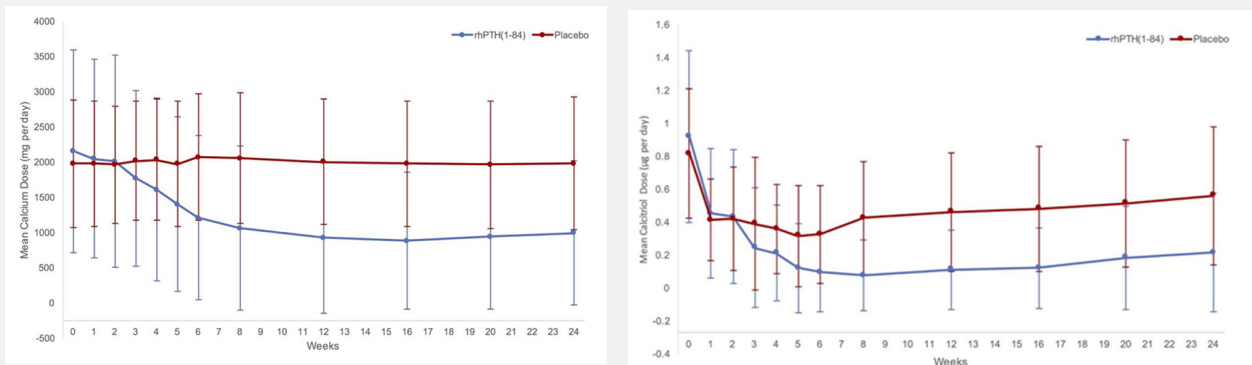 4000
3500
3000
2500
2000
1500
1000
500
0
-500
Mean Calcium Dose (mg per day)
rhPTH(1-84) Placebo
0 1 2 3 4 5 6 7 8 9 10 11 12 13 14 15 16 17 18 19 20 21 22 23 24
Weeks
1.6
1.4
1.2
1
0.8
0.6
0.4
0.2
0
-0.2
-0.4
Mean Calcitriol Dose (µg per day)
rhPTH(1-84) Placebo
0 1 2 3 4 5 6 7 8 9 10 11 12 13 14 15 16 17 18 19 20 21 22 23 24
Weeks